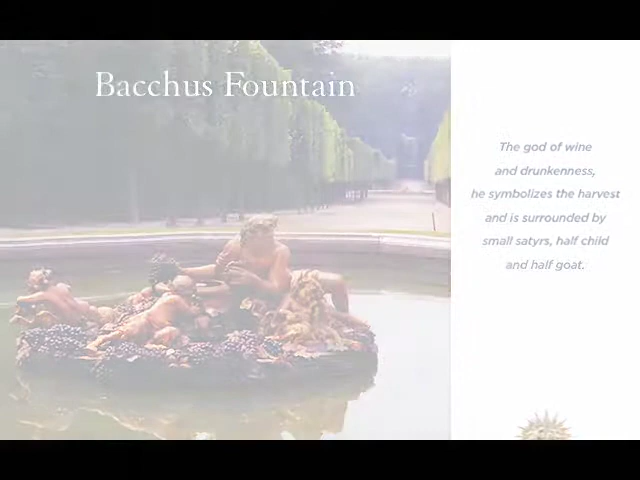 Bacchus Fountain
The god of wine
and drunkenness,
he symbolizes the harvest
and is surrounded by
small satyrs, half child
and half goat.